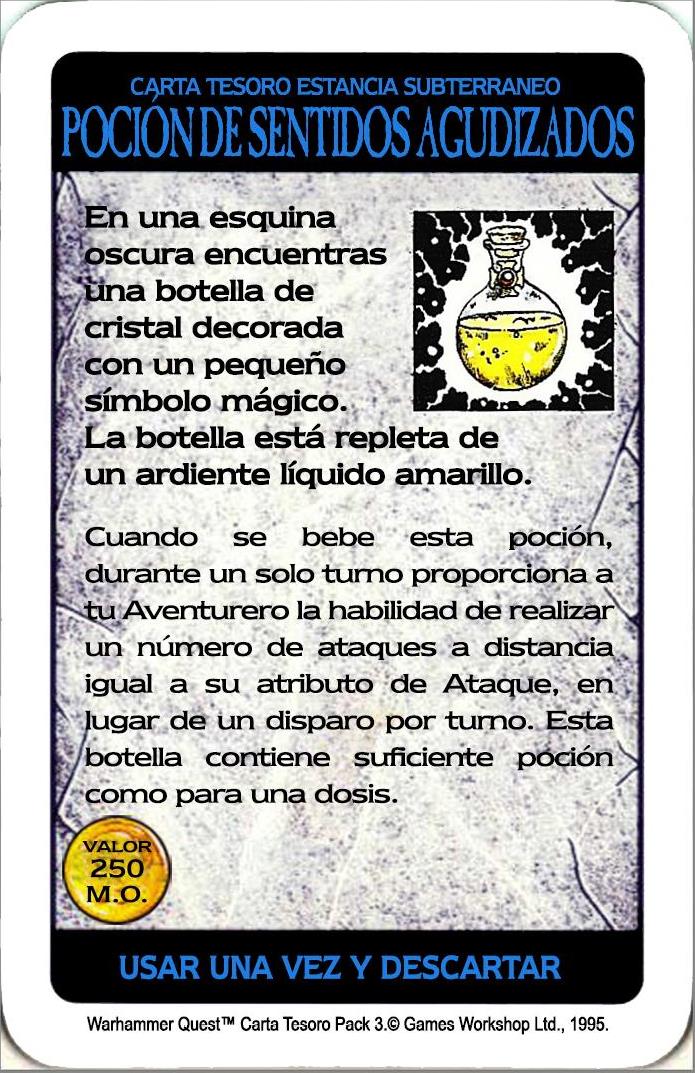 CARTA TESORO ESTANCIA SUBTERRANEO
POCIÓN DE SENTIDOS AGUDIZADOS
En una esquina
oscura encuentras
una botella de
cristal decorada
con un pequeño
símbolo mágico.
La botella está repleta de
un ardiente líquido amarillo.
Cuando se bebe esta poción,
durante un solo turno proporciona a
tu Aventurero la habilidad de realizar
un número de ataques a distancia
igual a su atributo de Ataque, en
lugar de un disparo por turno. Esta
botella contiene suficiente poción
como para una dosis.
VALOR
250
M.O.
USAR UNA VEZ Y DESCARTAR
Warhammer Quest™ Carta Tesoro Pack 3.© Games Workshop Ltd., 1995.